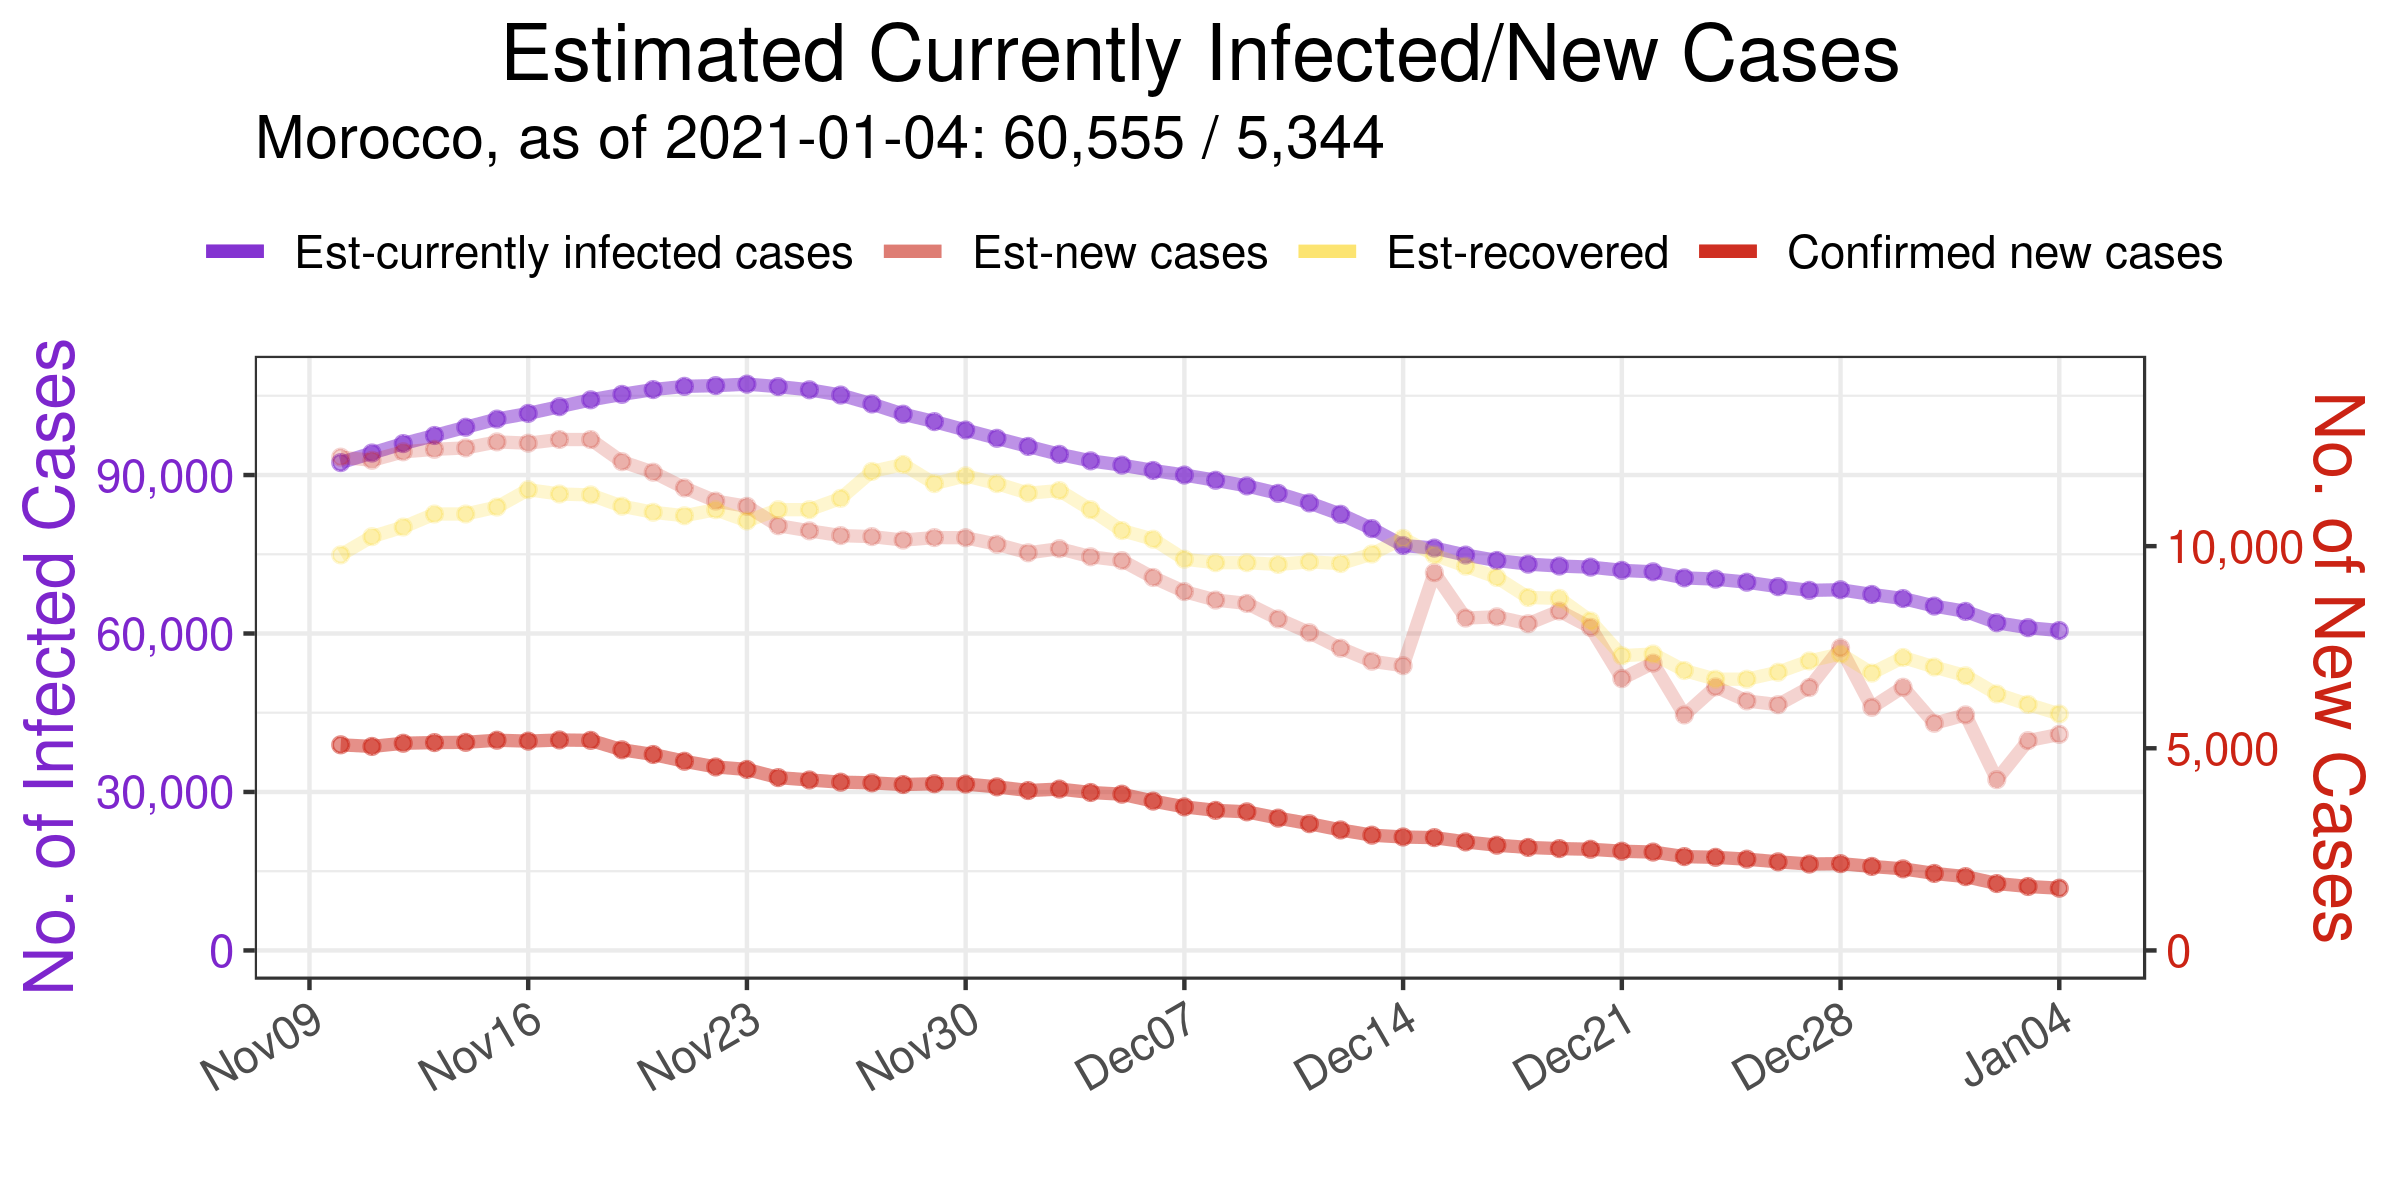 Estimated Currently Infected/New Cases
Morocco, as of 2021-01-04: 60,555 / 5,344
Est-currently infected cases Est-new cases Est-recovered Confirmed new cases
No. of Infected Cases
90,000
60,000
30,000
0
10,000
5,000
0
No. of New Cases
Nov09 Nov16 Nov23 Nov30 Dec07 Dec14 Dec21 Dec28 Jan04